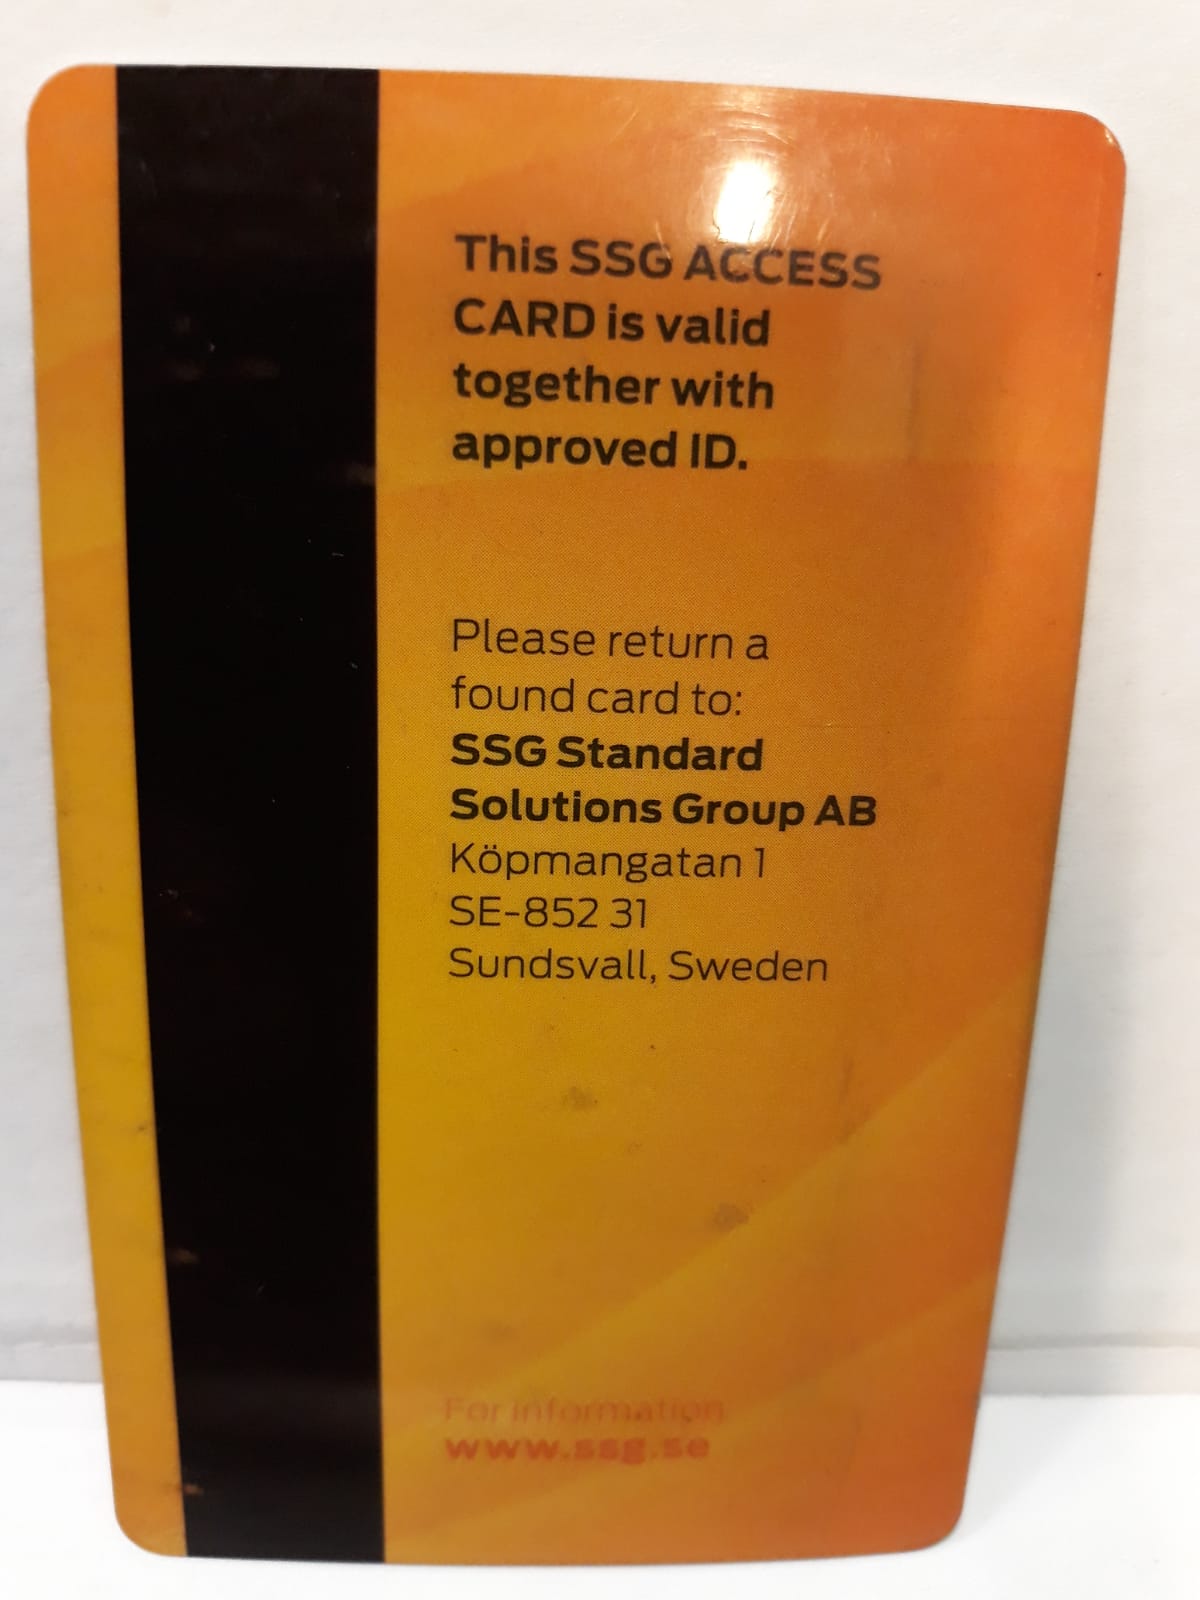 This SSG ACCESS
CARD is valid
together with
approved ID.
Please return a
found card to:
SSG Standard
Solutions Group AB
Köpmangatan 1
SE-852 31
Sundsvall, Sweden
For information
www.ssg.se